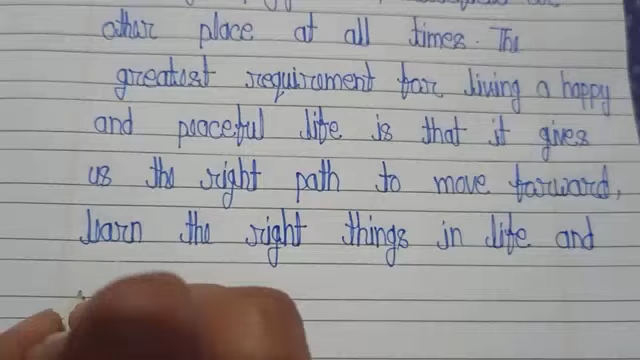 other place at all times. The
greatest requirement for living a happy
and peaceful life is that it gives
us the right path to move forward,
learn the right things in life and